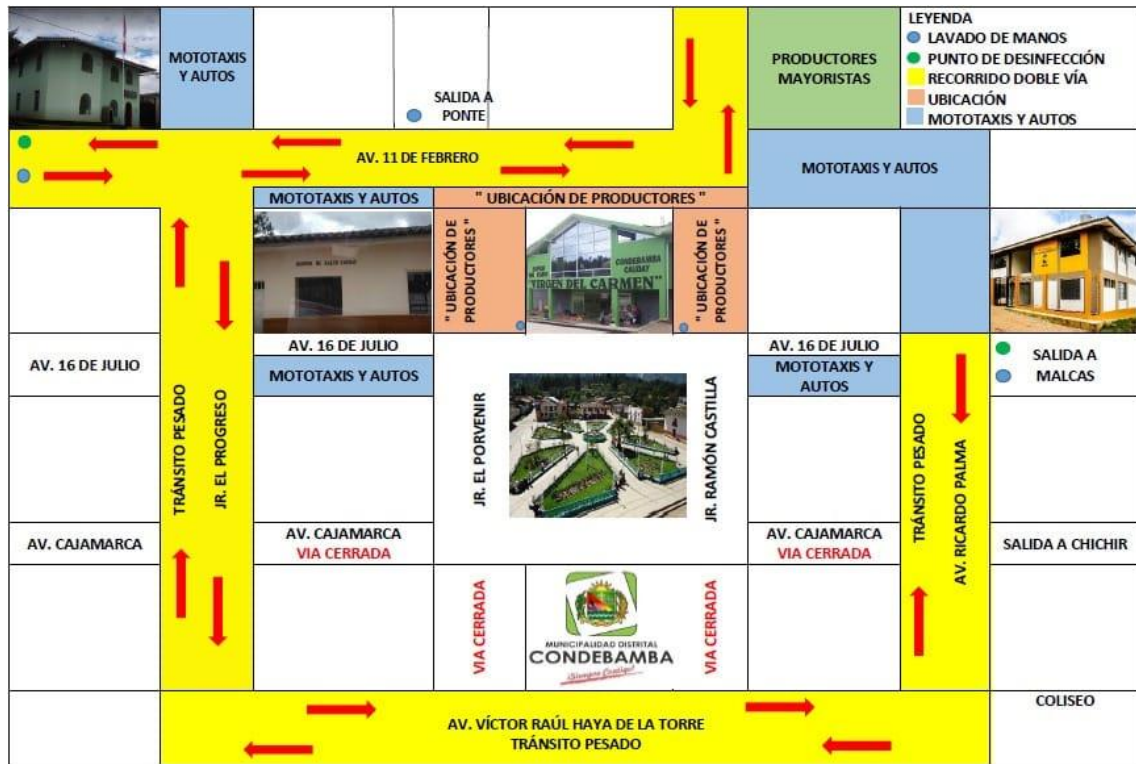 LEYENDA
LAVADO DE MANOS
PUNTO DE DESINFECCIÓN
RECORRIDO DOBLE VÍA
UBICACIÓN
MOTOTAXIS Y AUTOS
MOTOTAXIS
Y AUTOS
SALIDA A
PONTE
PRODUCTORES
MAYORISTAS
AV. 11 DE FEBRERO
MOTOTAXIS Y AUTOS
MOTOTAXIS Y AUTOS
" UBICACIÓN DE PRODUCTORES "
" UBICACIÓN DE
PRODUCTORES "
CONDEBAMBA
CAUDAY
"VIRGEN DEL CARMEN"
" UBICACIÓN DE
PRODUCTORES "
AV. 16 DE JULIO
AV. 16 DE JULIO
MOTOTAXIS Y AUTOS
AV. 16 DE JULIO
MOTOTAXIS Y
AUTOS
SALIDA A
MALCAS
TRÁNSITO PESADO
JR. EL PROGRESO
JR. EL PORVENIR
JR. RAMÓN CASTILLA
TRÁNSITO PESADO
AV. RICARDO PALMA
AV. CAJAMARCA
AV. CAJAMARCA
VIA CERRADA
AV. CAJAMARCA
VIA CERRADA
SALIDA A CHICHIR
VIA CERRADA
MUNICIPALIDAD DISTRITAL
CONDEBAMBA
¡Siempre Contigo!
VIA CERRADA
AV. VÍCTOR RAÚL HAYA DE LA TORRE
TRÁNSITO PESADO
COLISEO